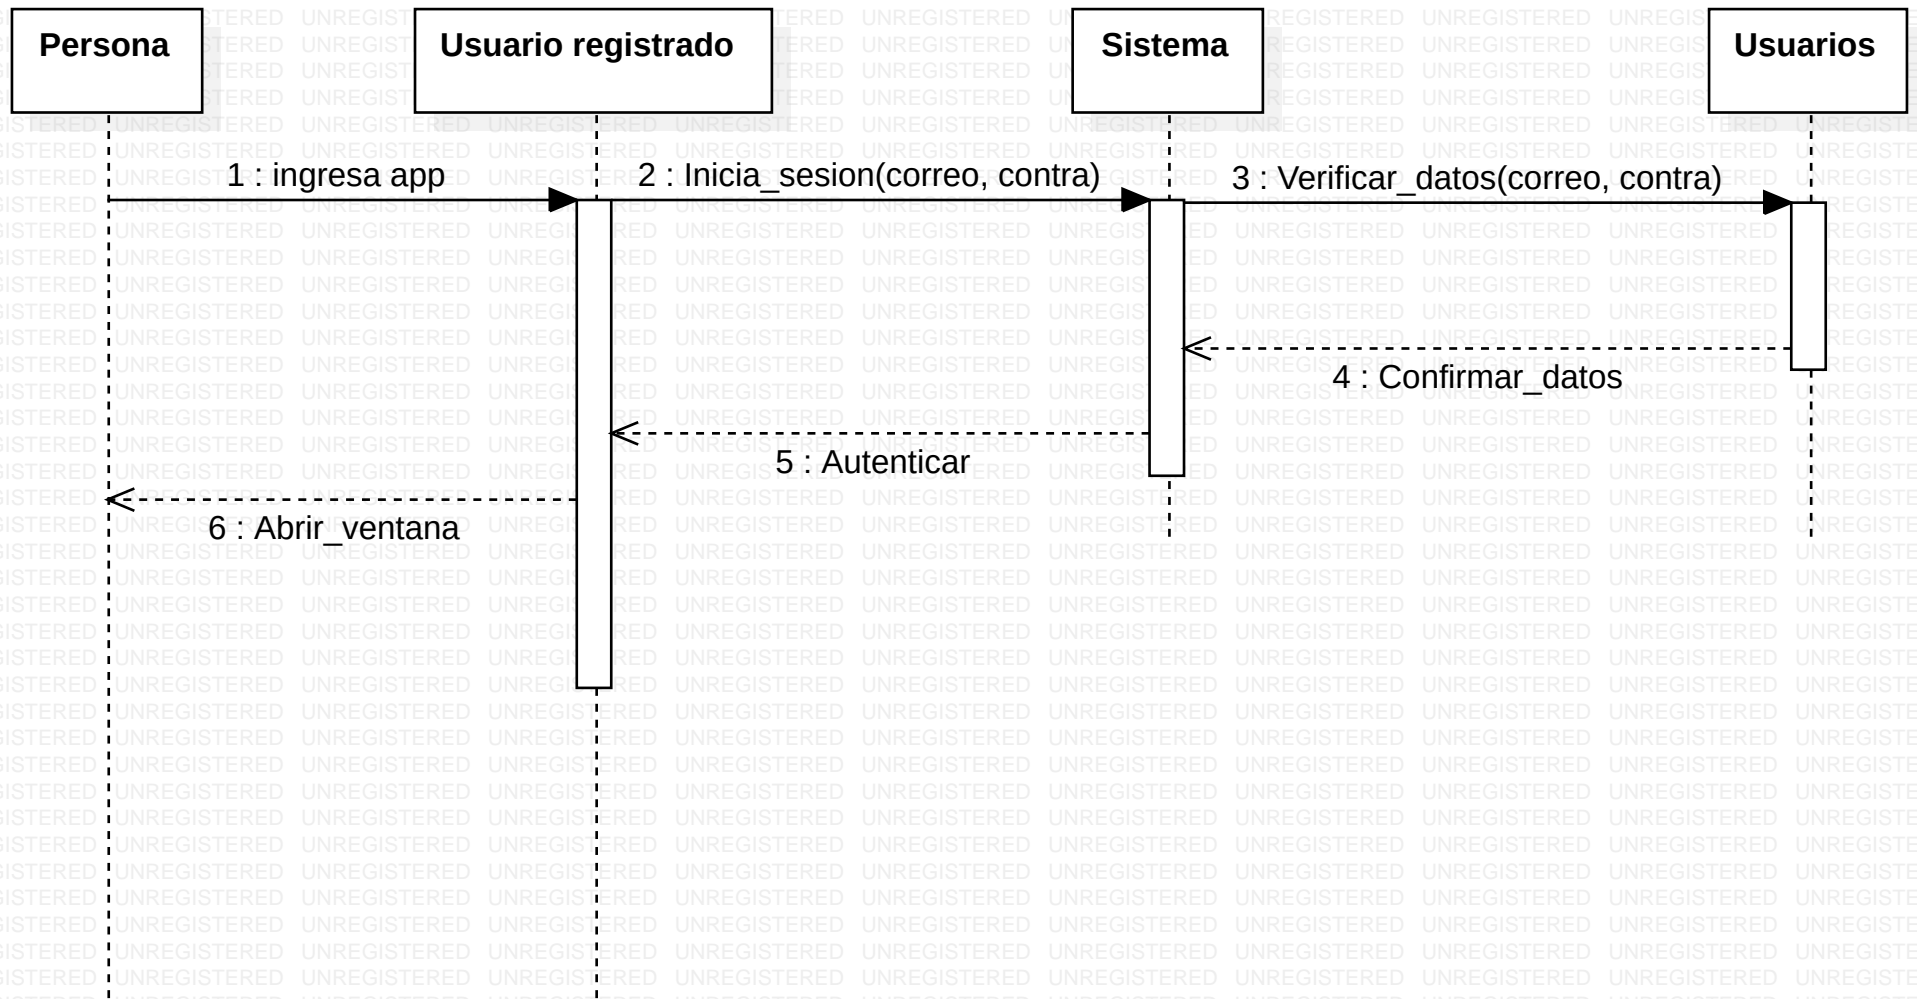 Persona
Usuario registrado
Sistema
Usuarios
1 : ingresa app
2 : Inicia_sesion(correo, contra)
3 : Verificar_datos(correo, contra)
4 : Confirmar_datos
5 : Autenticar
6 : Abrir_ventana
UNREGISTERED